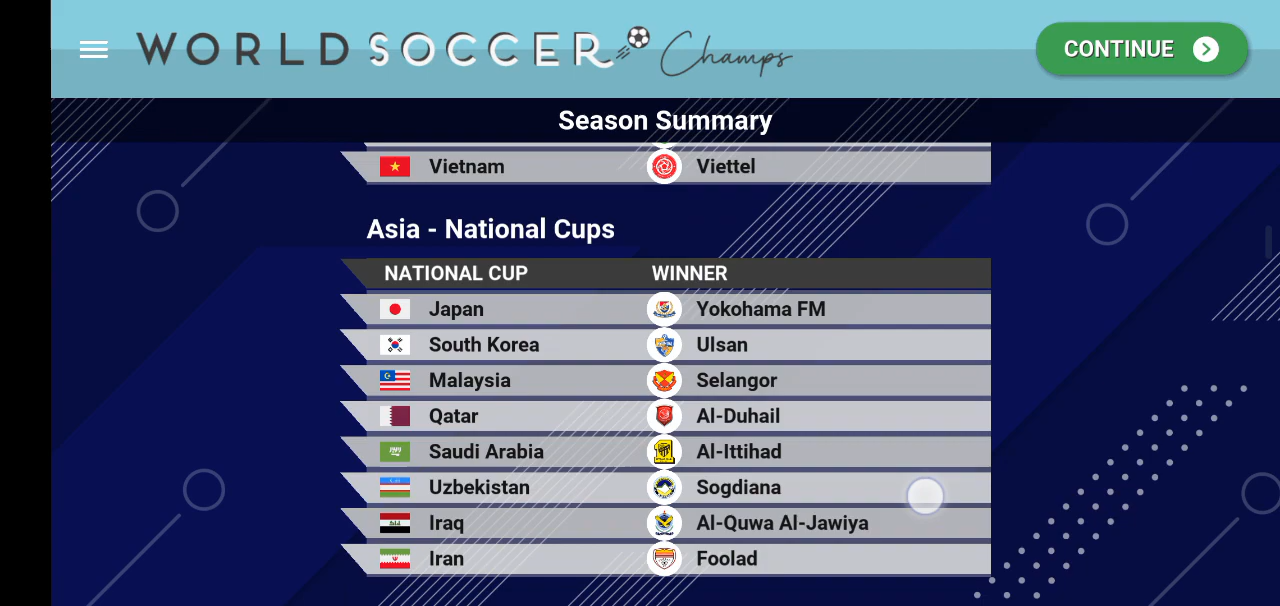 WORLD SOCCER Champs
CONTINUE
Season Summary
Vietnam Viettel
Asia - National Cups
NATIONAL CUP WINNER
Japan Yokohama FM
South Korea Ulsan
Malaysia Selangor
Qatar Al-Duhail
Saudi Arabia Al-Ittihad
Uzbekistan Sogdiana
Iraq Al-Quwa Al-Jawiya
Iran Foolad